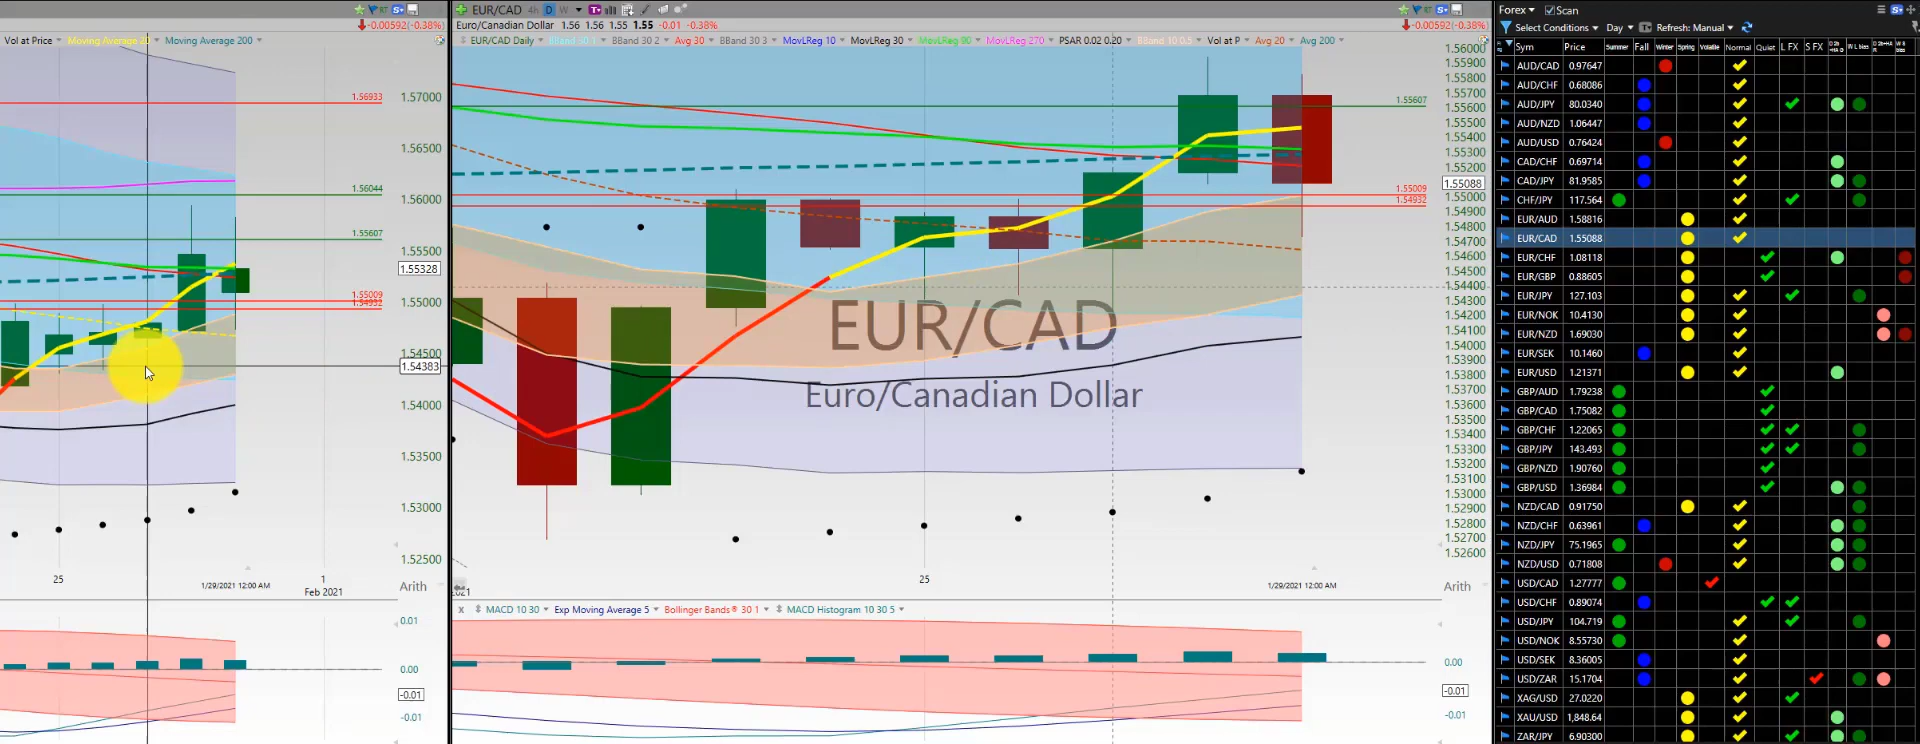 -0.00592(-0.38%)
Vol at Price Moving Average 20 Moving Average 200
1.56933
1.57000
1.56500
1.56044
1.56000
1.55607
1.55500
1.55328
1.55009
1.55000
1.54932
1.54500
1.54383
1.54000
1.53500
1.53000
1.52500
25 1
1/29/2021 12:00 AM Feb 2021 Arith
0.01
0.00
-0.01
-0.01
EUR/CAD 4h D W
Euro/Canadian Dollar 1.56 1.56 1.55 1.55 -0.01 -0.38% -0.00592(-0.38%)
EUR/CAD Daily BBand 30 1 BBand 30 2 Avg 30 BBand 30 3 MovLReg 10 MovLReg 30 MovLReg 90 MovLReg 270 PSAR 0.02 0.20 BBand 10 0.5 Vol at P Avg 20 Avg 200
1.56000
1.55900
1.55800
1.55700
1.55607
1.55600
1.55500
1.55400
1.55300
1.55200
1.55088
1.55009
1.55000
1.54932
1.54900
1.54800
1.54700
1.54600
1.54500
1.54400
1.54300
1.54200
1.54100
1.54000
1.53900
1.53800
1.53700
1.53600
1.53500
1.53400
1.53300
1.53200
1.53100
1.53000
1.52900
1.52800
1.52700
1.52600
EUR/CAD
Euro/Canadian Dollar
25 1/29/2021 12:00 AM Arith
x MACD 10 30 Exp Moving Average 5 Bollinger Bands® 30 1 MACD Histogram 10 30 5
0.00
-0.01
-0.01
Forex Scan
Select Conditions Day Refresh: Manual
Sym Price Summer Fall Winter Spring Volatile Normal Quiet L FX S FX
AUD/CAD 0.97647
AUD/CHF 0.68086
AUD/JPY 80.0340
AUD/NZD 1.06447
AUD/USD 0.76424
CAD/CHF 0.69714
CAD/JPY 81.9585
CHF/JPY 117.564
EUR/AUD 1.58816
EUR/CAD 1.55088
EUR/CHF 1.08118
EUR/GBP 0.88605
EUR/JPY 127.103
EUR/NOK 10.4130
EUR/NZD 1.69030
EUR/SEK 10.1460
EUR/USD 1.21371
GBP/AUD 1.79238
GBP/CAD 1.75082
GBP/CHF 1.22065
GBP/JPY 143.493
GBP/NZD 1.90760
GBP/USD 1.36984
NZD/CAD 0.91750
NZD/CHF 0.63961
NZD/JPY 75.1965
NZD/USD 0.71808
USD/CAD 1.27777
USD/CHF 0.89074
USD/JPY 104.719
USD/NOK 8.55730
USD/SEK 8.36005
USD/ZAR 15.1704
XAG/USD 27.0220
XAU/USD 1,848.64
ZAR/JPY 6.90300